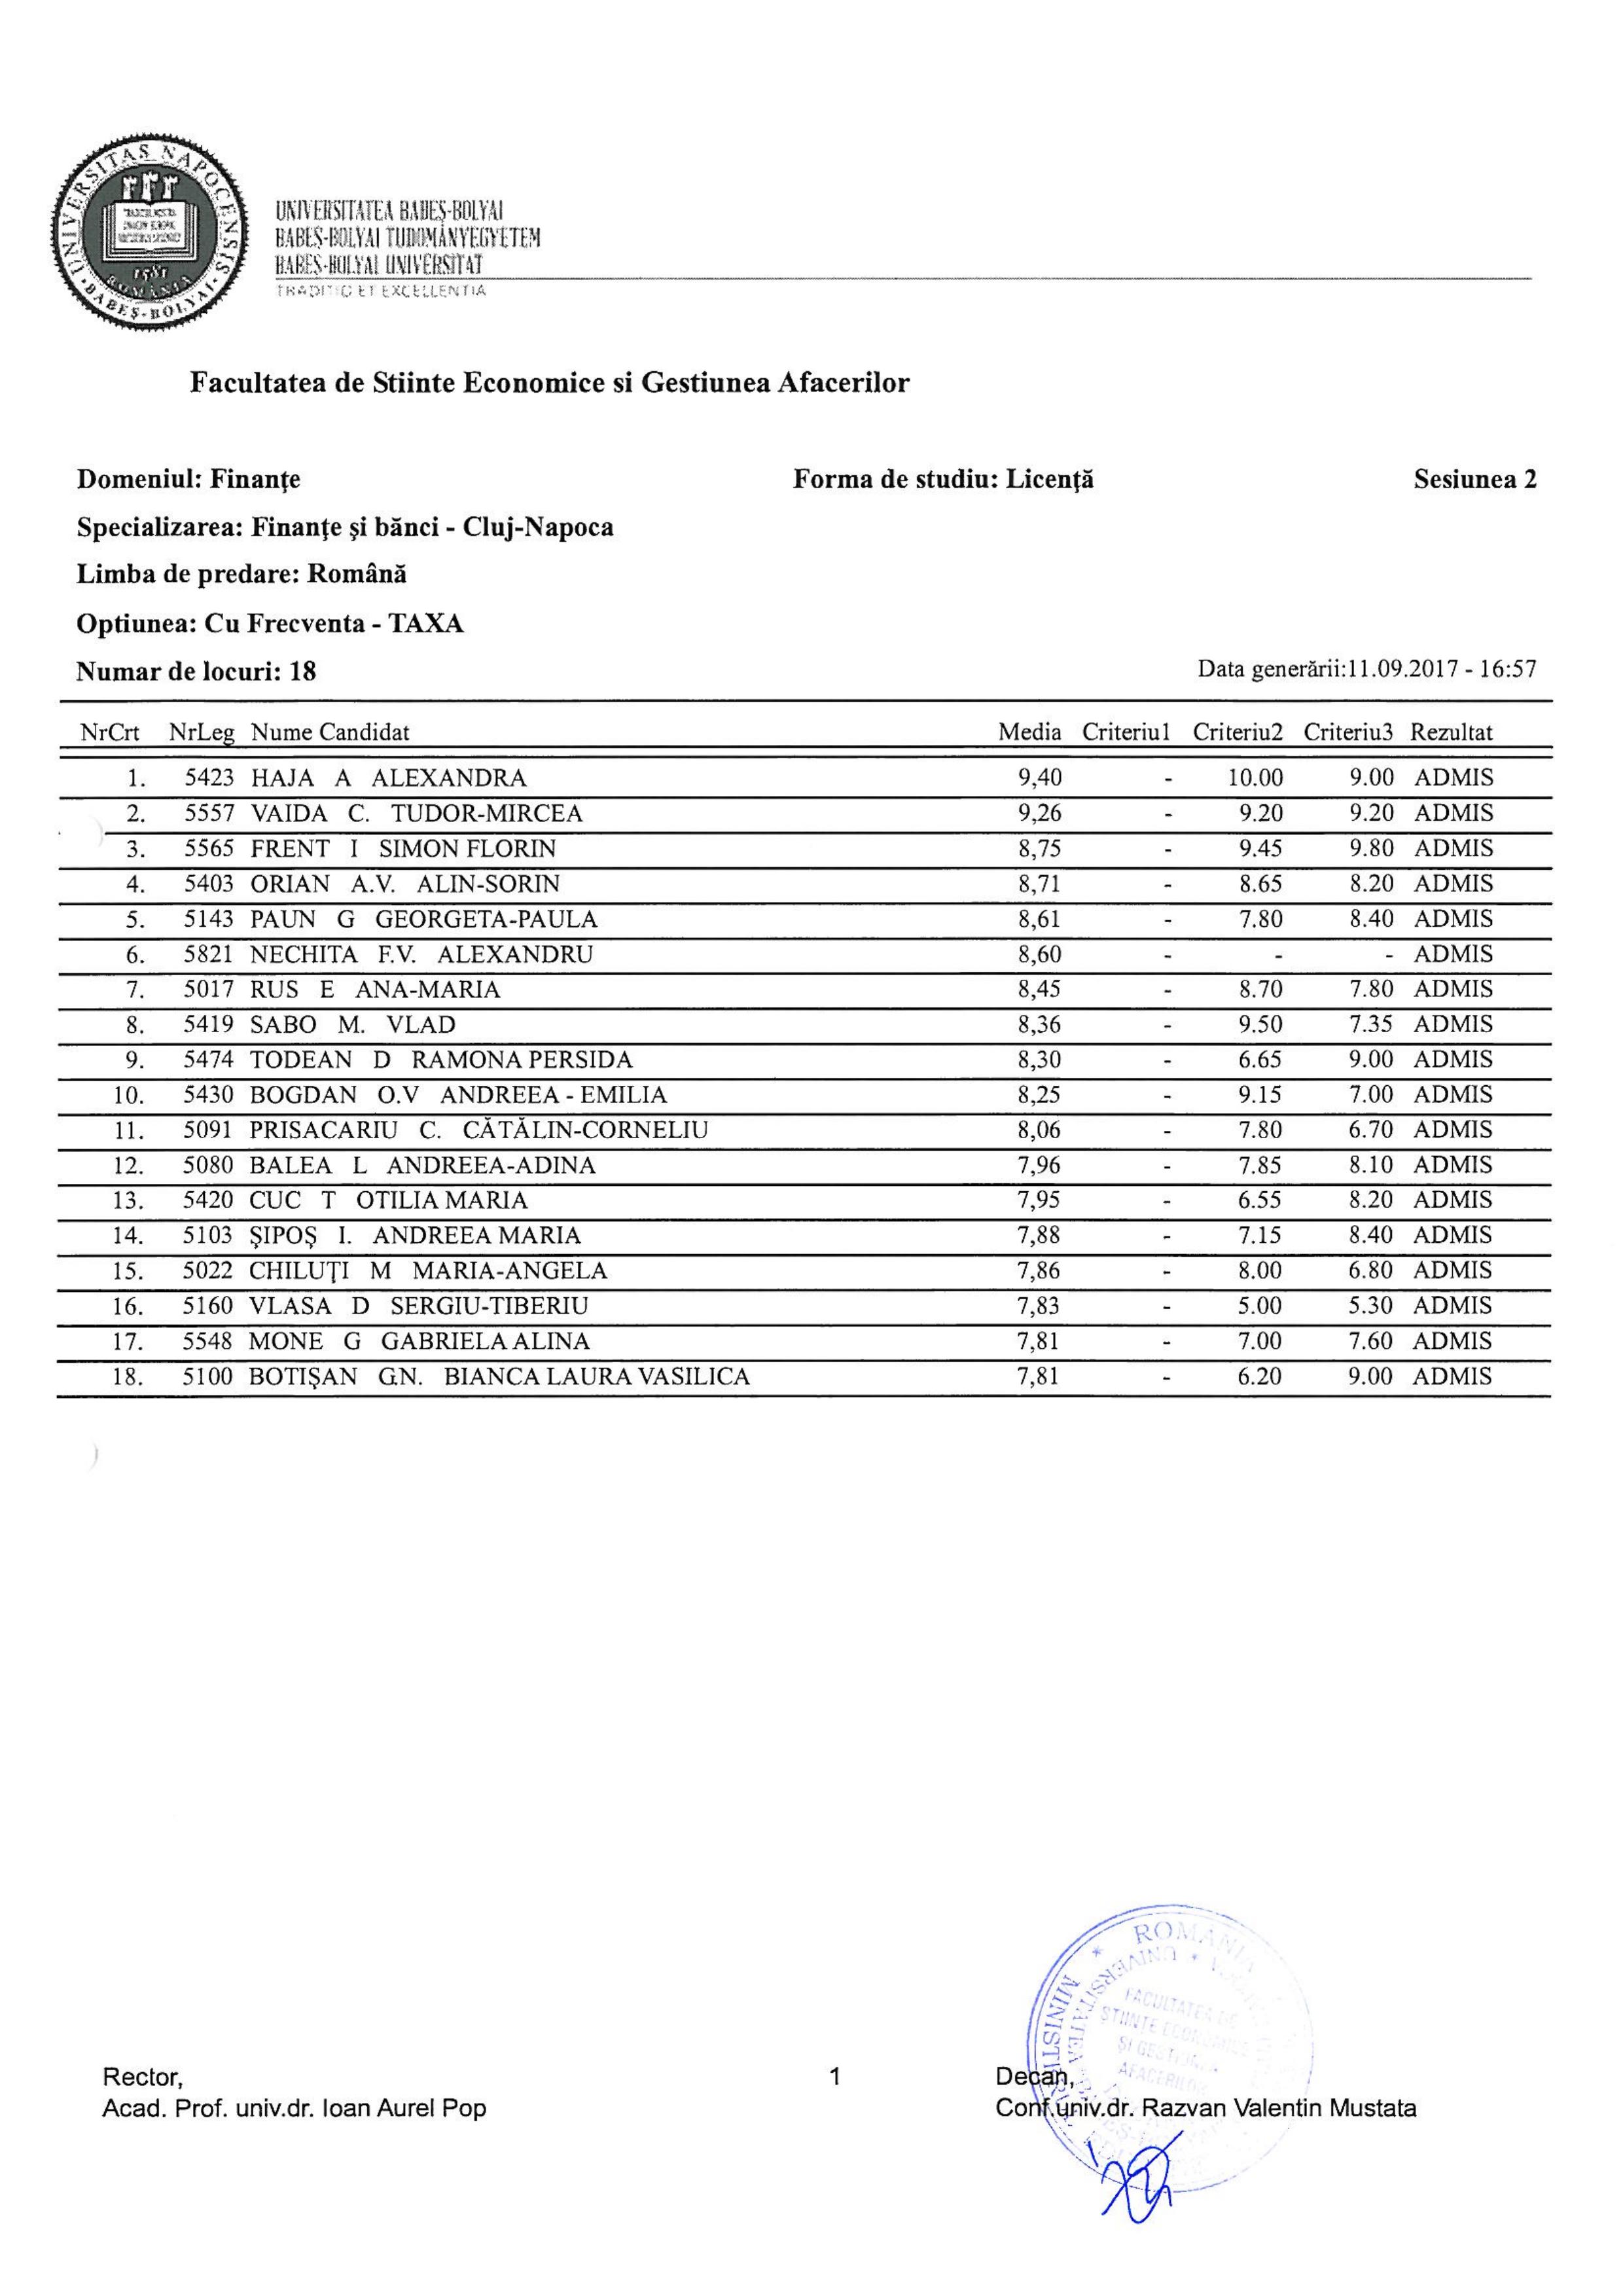 UNIVERSITAS NAPOCENSIS
1581
ROMÂNIA
BABEȘ-BOLYAI
UNIVERSITATEA BABEŞ-BOLYAI
BABEŞ-BOLYAI TUDOMÁNYEGYETEM
BABEŞ-BOLYAI UNIVERSITAT
TRADITIO ET EXCELLENTIA
Facultatea de Stiinte Economice si Gestiunea Afacerilor
Domeniul: Finanţe Forma de studiu: Licenţă Sesiunea 2
Specializarea: Finanţe şi bănci - Cluj-Napoca
Limba de predare: Română
Optiunea: Cu Frecventa - TAXA
Numar de locuri: 18 Data generării:11.09.2017 - 16:57
NrCrt NrLeg Nume Candidat Media Criteriu1 Criteriu2 Criteriu3 Rezultat
1. 5423 HAJA A ALEXANDRA 9,40 - 10.00 9.00 ADMIS
2. 5557 VAIDA C. TUDOR-MIRCEA 9,26 - 9.20 9.20 ADMIS
3. 5565 FRENT I SIMON FLORIN 8,75 - 9.45 9.80 ADMIS
4. 5403 ORIAN A.V. ALIN-SORIN 8,71 - 8.65 8.20 ADMIS
5. 5143 PAUN G GEORGETA-PAULA 8,61 - 7.80 8.40 ADMIS
6. 5821 NECHITA F.V. ALEXANDRU 8,60 - - - ADMIS
7. 5017 RUS E ANA-MARIA 8,45 - 8.70 7.80 ADMIS
8. 5419 SABO M. VLAD 8,36 - 9.50 7.35 ADMIS
9. 5474 TODEAN D RAMONA PERSIDA 8,30 - 6.65 9.00 ADMIS
10. 5430 BOGDAN O.V ANDREEA - EMILIA 8,25 - 9.15 7.00 ADMIS
11. 5091 PRISACARIU C. CĂTĂLIN-CORNELIU 8,06 - 7.80 6.70 ADMIS
12. 5080 BALEA L ANDREEA-ADINA 7,96 - 7.85 8.10 ADMIS
13. 5420 CUC T OTILIA MARIA 7,95 - 6.55 8.20 ADMIS
14. 5103 ŞIPOŞ I. ANDREEA MARIA 7,88 - 7.15 8.40 ADMIS
15. 5022 CHILUŢI M MARIA-ANGELA 7,86 - 8.00 6.80 ADMIS
16. 5160 VLASA D SERGIU-TIBERIU 7,83 - 5.00 5.30 ADMIS
17. 5548 MONE G GABRIELA ALINA 7,81 - 7.00 7.60 ADMIS
18. 5100 BOTIŞAN G.N. BIANCA LAURA VASILICA 7,81 - 6.20 9.00 ADMIS
ROMÂNIA
UNIVERSITATEA
FACULTATEA DE
STIINTE ECONOMICE
ŞI GESTIUNEA
AFACERILOR
Rector, 1 Decan,
Acad. Prof. univ.dr. Ioan Aurel Pop Conf.univ.dr. Razvan Valentin Mustata